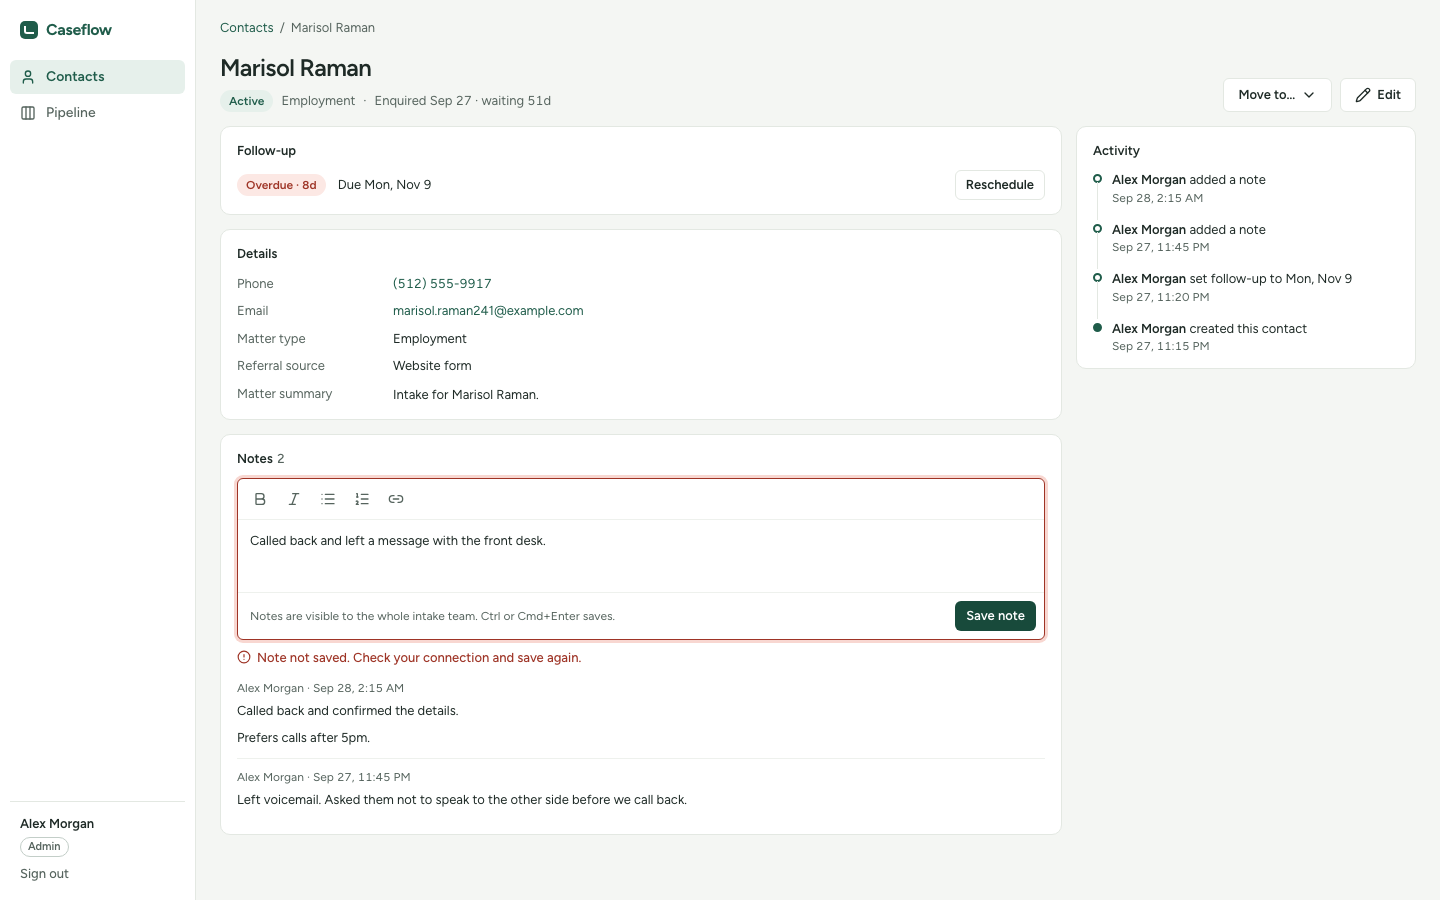 Caseflow
Contacts
Pipeline
Alex Morgan
Admin
Sign out
Contacts / Marisol Raman
Marisol Raman
Active Employment · Enquired Sep 27 · waiting 51d
Move to...
Edit
Follow-up
Overdue · 8d Due Mon, Nov 9
Reschedule
Details
Phone (512) 555-9917
Email marisol.raman241@example.com
Matter type Employment
Referral source Website form
Matter summary Intake for Marisol Raman.
Notes 2
Called back and left a message with the front desk.
Notes are visible to the whole intake team. Ctrl or Cmd+Enter saves.
Save note
Note not saved. Check your connection and save again.
Alex Morgan · Sep 28, 2:15 AM
Called back and confirmed the details.
Prefers calls after 5pm.
Alex Morgan · Sep 27, 11:45 PM
Left voicemail. Asked them not to speak to the other side before we call back.
Activity
Alex Morgan added a note
Sep 28, 2:15 AM
Alex Morgan added a note
Sep 27, 11:45 PM
Alex Morgan set follow-up to Mon, Nov 9
Sep 27, 11:20 PM
Alex Morgan created this contact
Sep 27, 11:15 PM